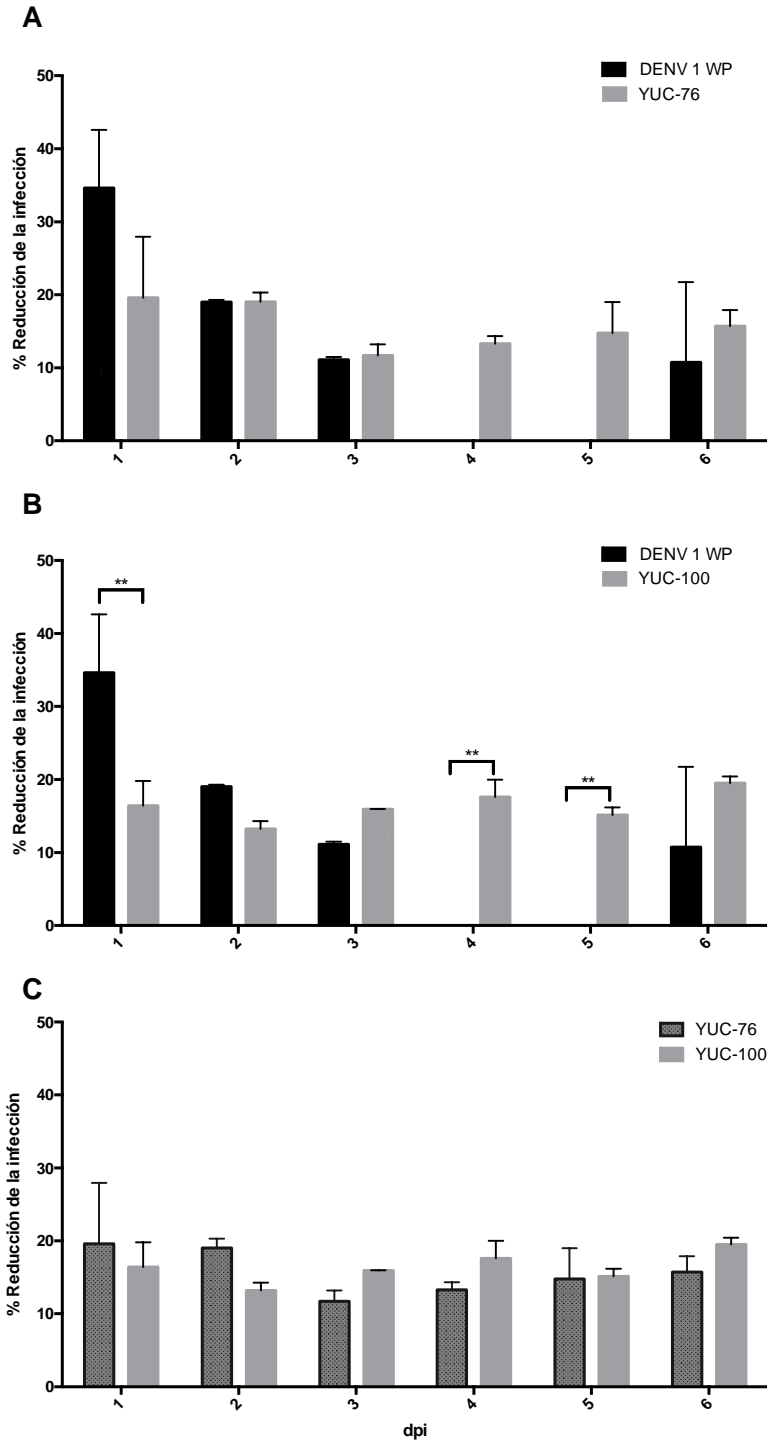 A
DENV 1 WP
YUC-76
% Reducción de la infección
50
40
30
20
10
0
1 2 3 4 5 6
B
DENV 1 WP
YUC-100
% Reducción de la infección
50
40
30
20
10
0
**
**
**
1 2 3 4 5 6
C
YUC-76
YUC-100
% Reducción de la infección
50
40
30
20
10
0
1 2 3 4 5 6
dpi